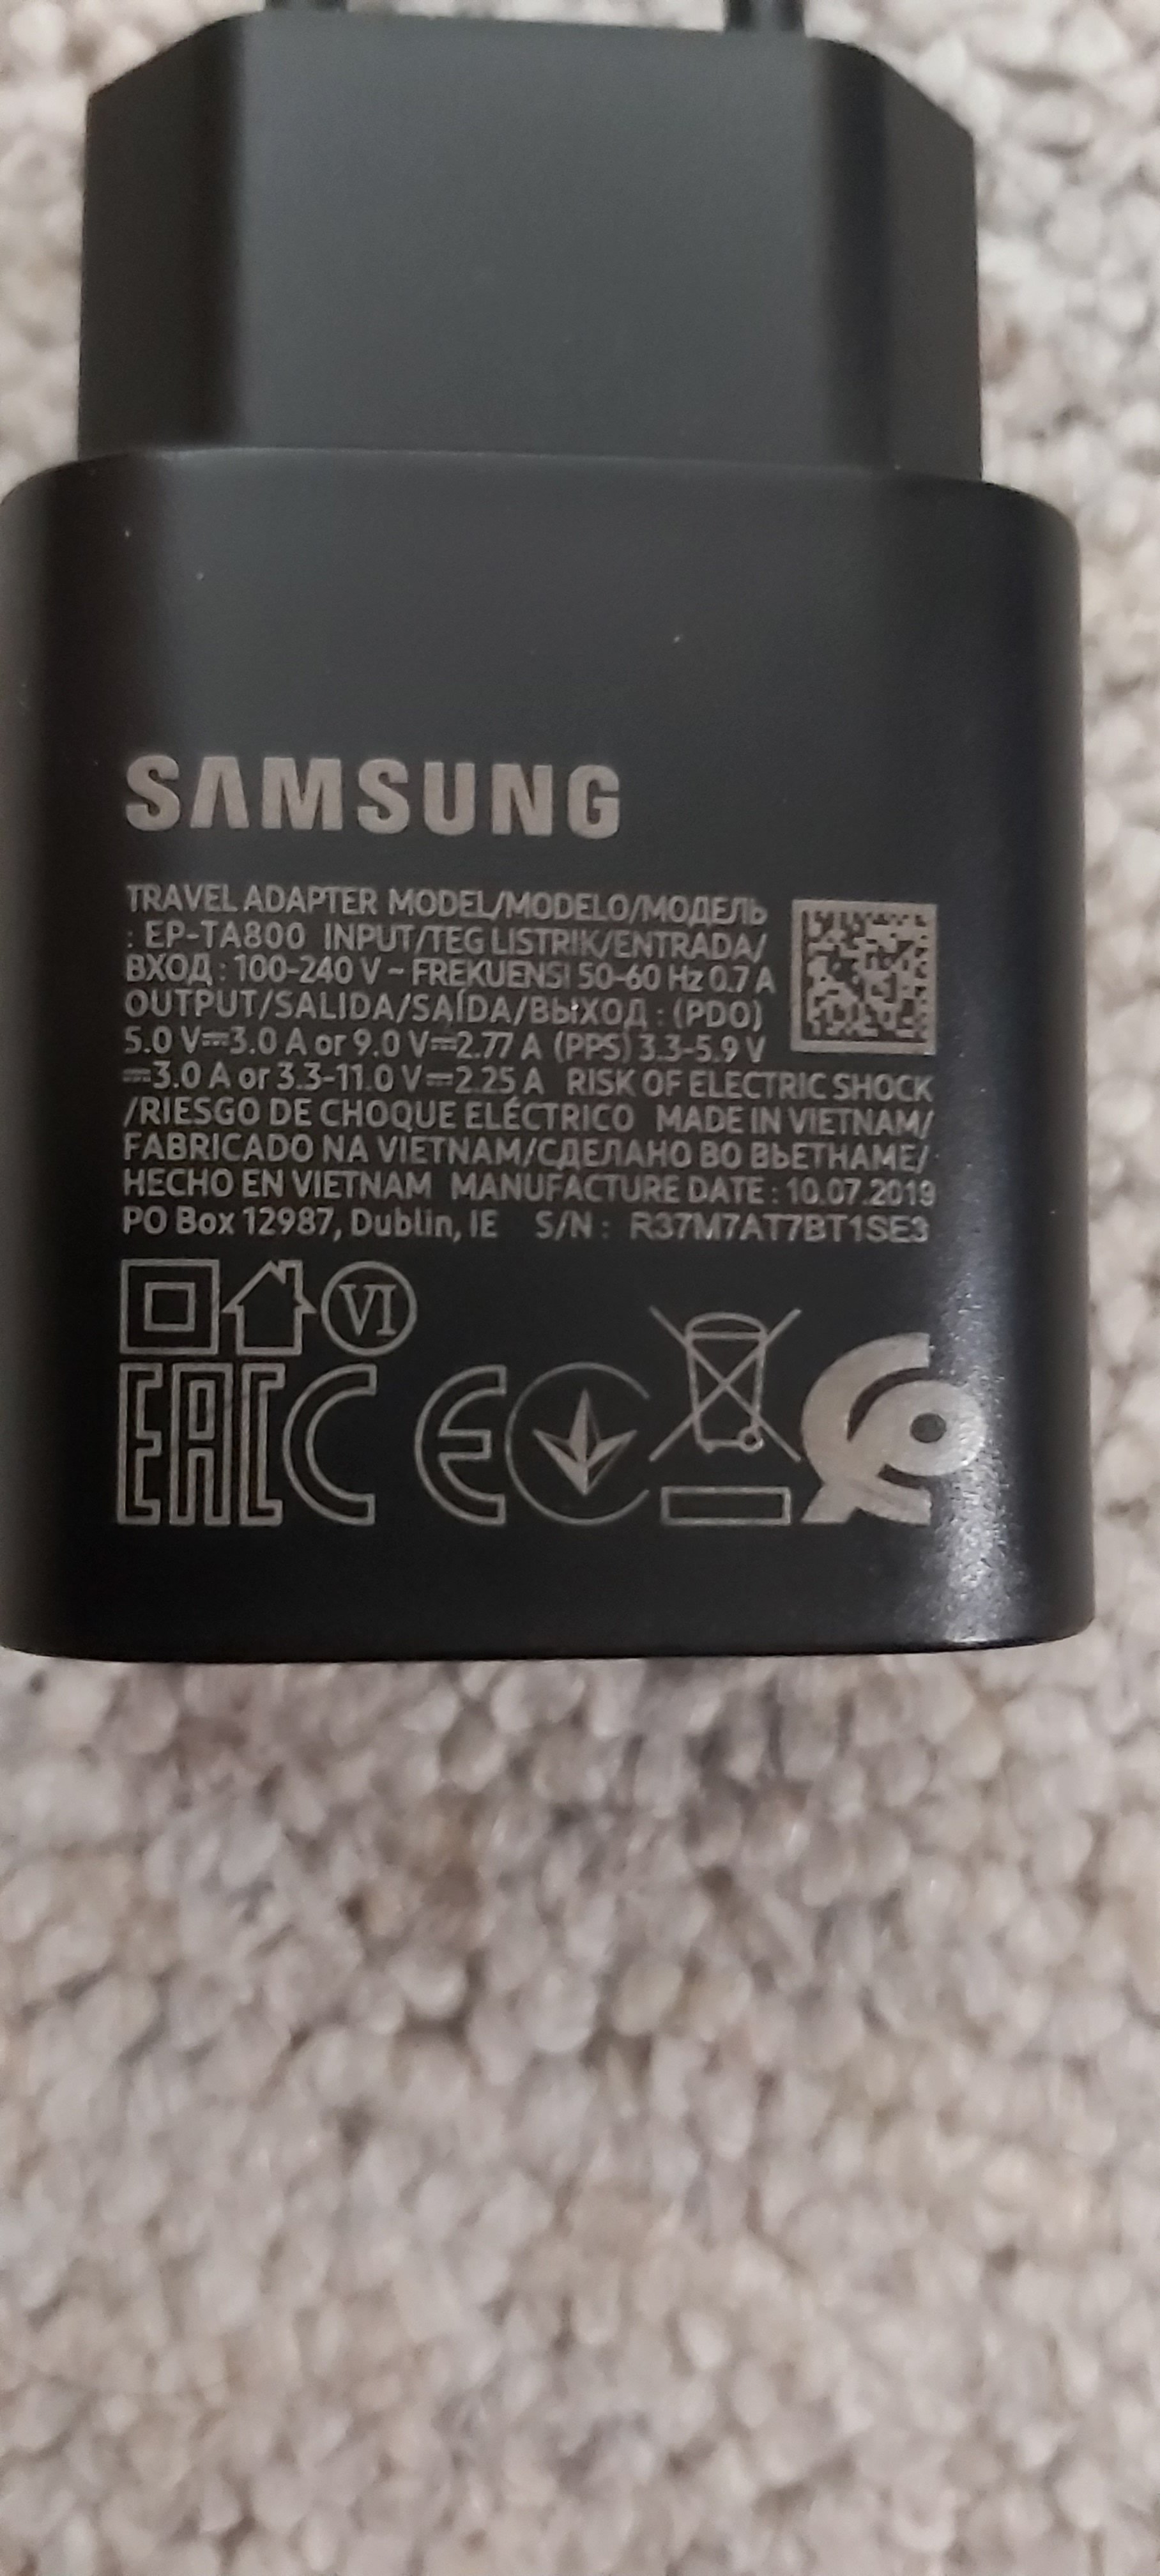 SAMSUNG
TRAVEL ADAPTER MODEL/MODELO/МОДЕЛЬ
: EP-TA800 INPUT/TEG LISTRIK/ENTRADA/
ВХОД : 100-240 V ~ FREKUENSI 50-60 Hz 0.7 A
OUTPUT/SALIDA/SAÍDA/ВЫХОД : (PDO)
5.0 V⎓3.0 A or 9.0 V⎓2.77 A (PPS) 3.3-5.9 V
⎓3.0 A or 3.3-11.0 V⎓2.25 A RISK OF ELECTRIC SHOCK
/RIESGO DE CHOQUE ELÉCTRICO MADE IN VIETNAM/
FABRICADO NA VIETNAM/СДЕЛАНО ВО ВЬЕТНАМЕ/
HECHO EN VIETNAM MANUFACTURE DATE : 10.07.2019
PO Box 12987, Dublin, IE S/N : R37M7AT7BT1SE3
VI
EAC CE